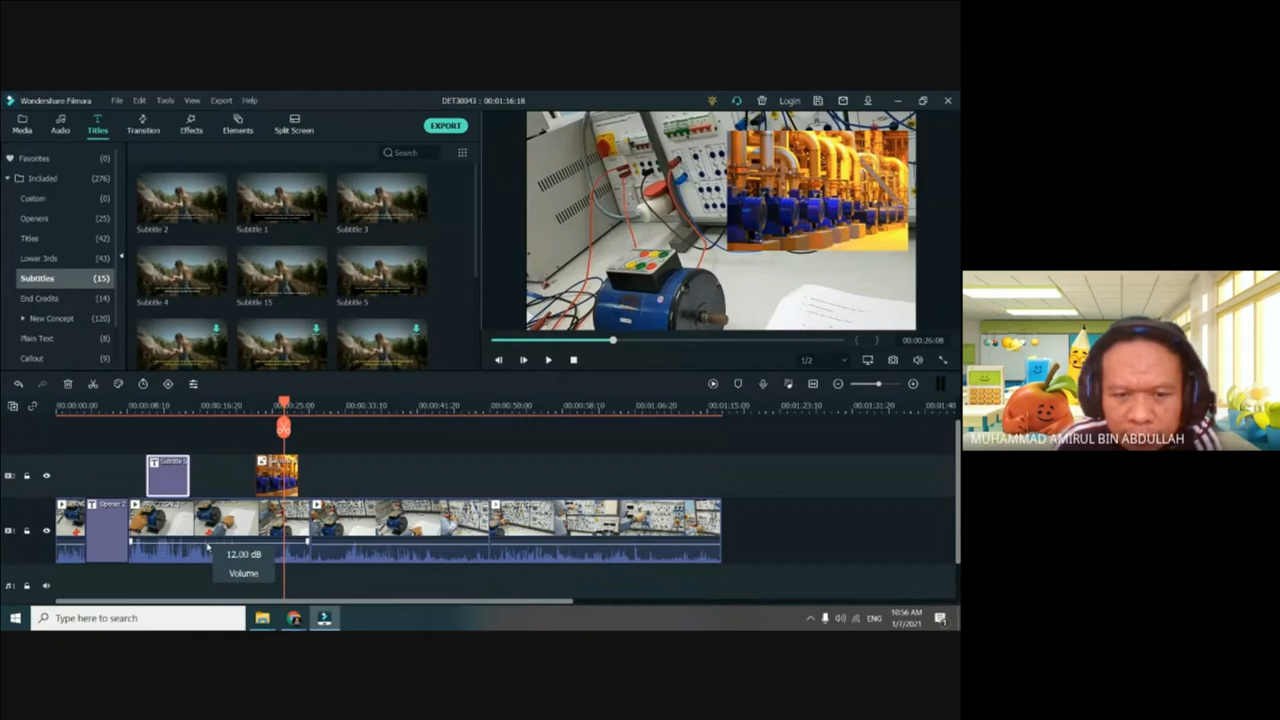 Wondershare Filmora File Edit Tools View Export Help DET30043 : 00:01:16:18 Login
Media Audio Titles Transition Effects Elements Split Screen EXPORT
Favorites (0)
Search
Included (276)
Custom (0)
Openers (25)
Titles (42)
Lower 3rds (43)
Subtitles (15)
End Credits (14)
New Concept (120)
Plain Text (8)
Callout (9)
Subtitle 2 Subtitle 1 Subtitle 3
Subtitle 4 Subtitle 15 Subtitle 5
00:00:26:08
1/2
00:00:00:00 00:00:08:10 00:00:16:20 00:00:25:00 00:00:33:10 00:00:41:20 00:00:50:00 00:00:58:10 00:01:06:20 00:01:15:00 00:01:23:10 00:01:31:20 00:01:40
Subtitle 5
Opener 2
12.00 dB
Volume
Type here to search
ENG
10:56 AM
1/7/2021
MUHAMMAD AMIRUL BIN ABDULLAH